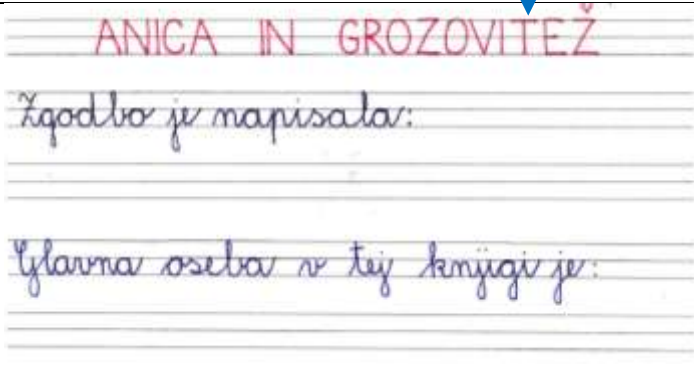 ANICA IN GROZOVITEŽ
Zgodbo je napisala:
Glavna oseba v tej knjigi je: